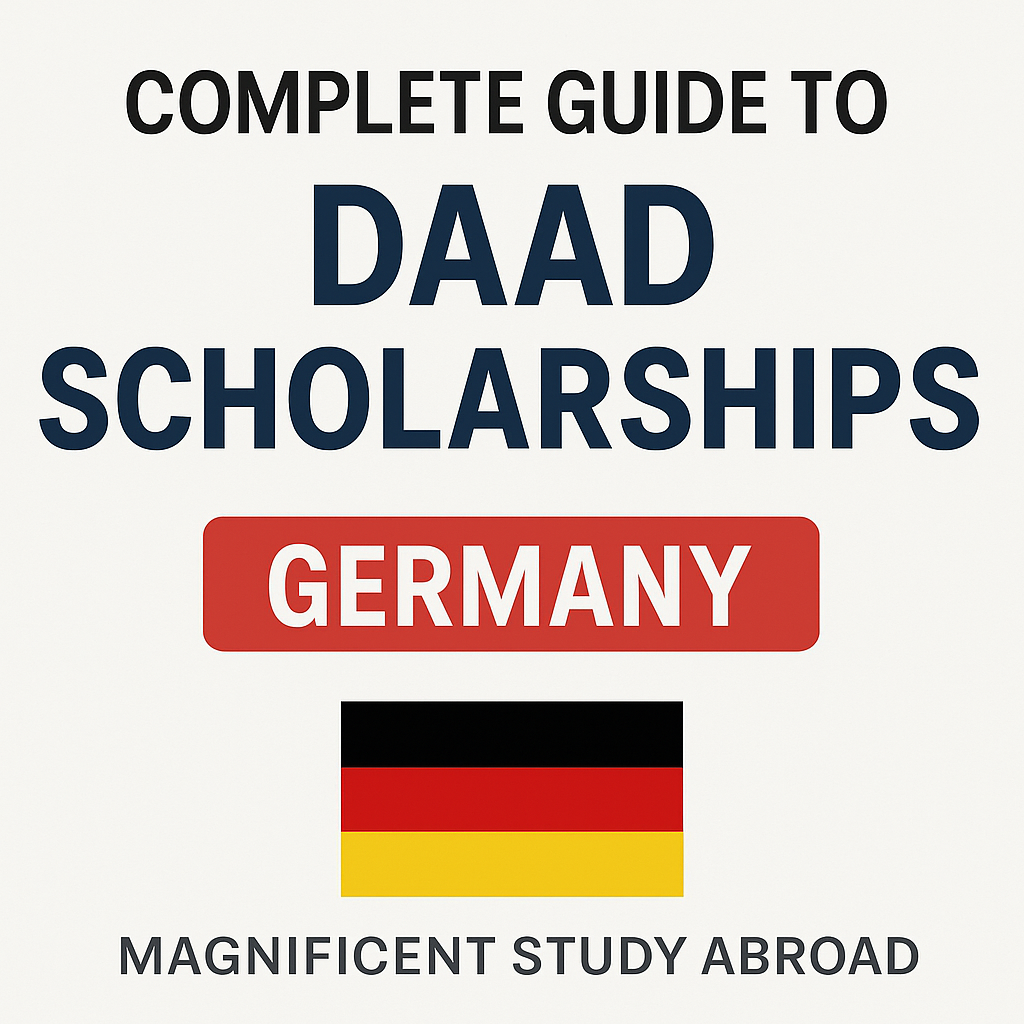 COMPLETE GUIDE TO
DAAD
SCHOLARSHIPS
GERMANY
MAGNIFICENT STUDY ABROAD